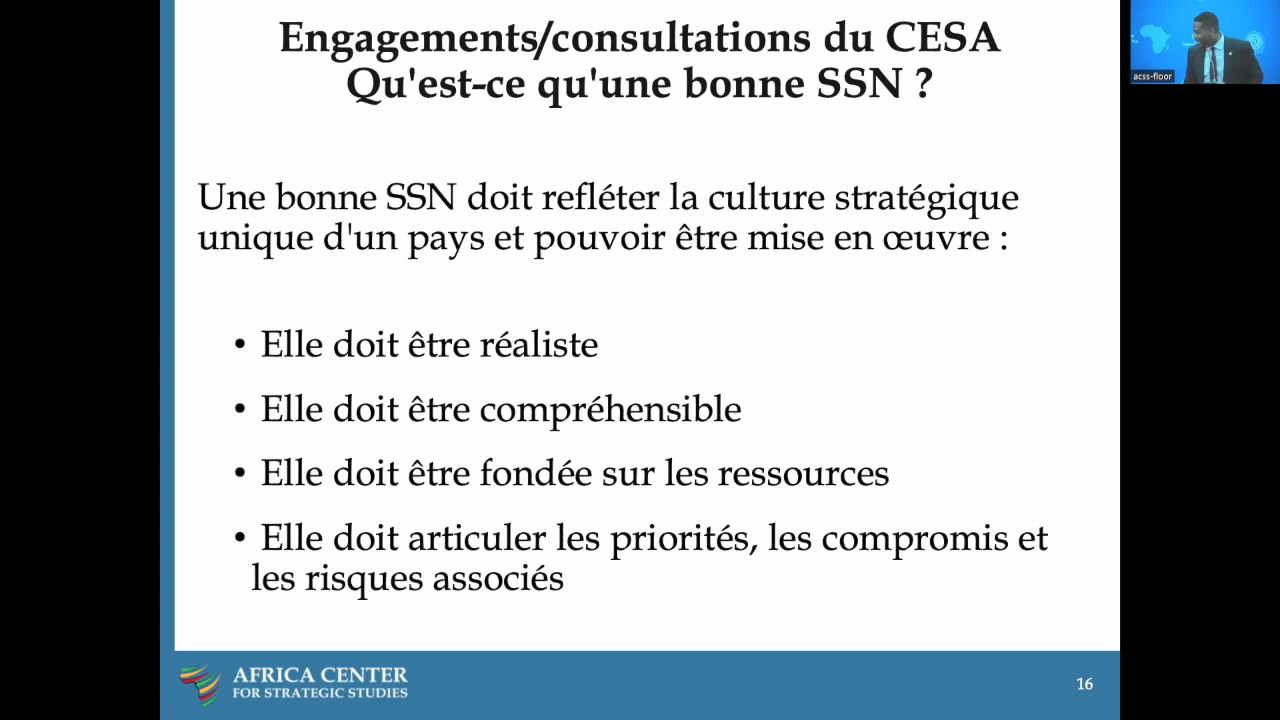 Engagements/consultations du CESA
Qu'est-ce qu'une bonne SSN ?
acss-floor
Une bonne SSN doit refléter la culture stratégique
unique d'un pays et pouvoir être mise en œuvre :
• Elle doit être réaliste
• Elle doit être compréhensible
• Elle doit être fondée sur les ressources
• Elle doit articuler les priorités, les compromis et
les risques associés
AFRICA CENTER
FOR STRATEGIC STUDIES
16